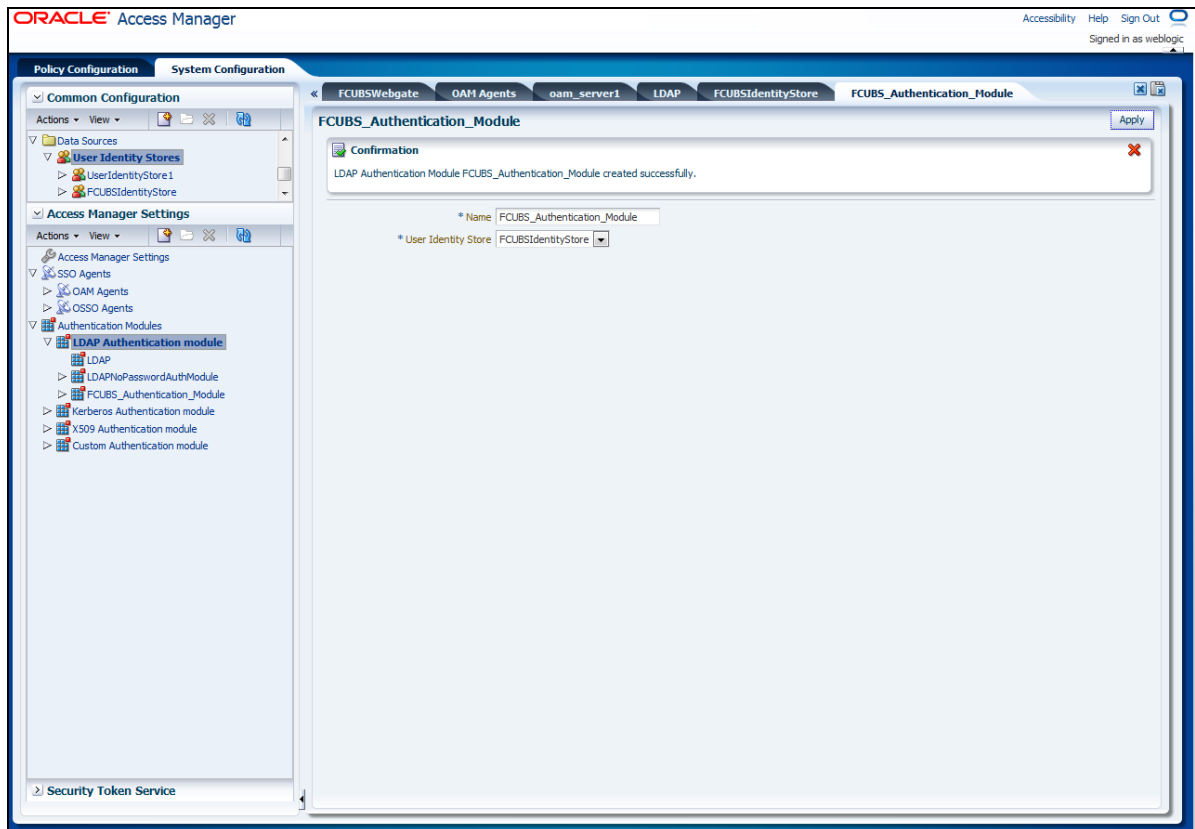 ORACLE Access Manager
Accessibility Help Sign Out
Signed in as weblogic
Policy Configuration System Configuration
Common Configuration
Actions View
Data Sources
User Identity Stores
UserIdentityStore1
FCUBSIdentityStore
Access Manager Settings
Actions View
Access Manager Settings
SSO Agents
OAM Agents
OSSO Agents
Authentication Modules
LDAP Authentication module
LDAP
LDAPNoPasswordAuthModule
FCUBS_Authentication_Module
Kerberos Authentication module
X509 Authentication module
Custom Authentication module
Security Token Service
« FCUBSWebgate OAM Agents oam_server1 LDAP FCUBSIdentityStore FCUBS_Authentication_Module
FCUBS_Authentication_Module Apply
Confirmation
LDAP Authentication Module FCUBS_Authentication_Module created successfully.
* Name FCUBS_Authentication_Module
* User Identity Store FCUBSIdentityStore